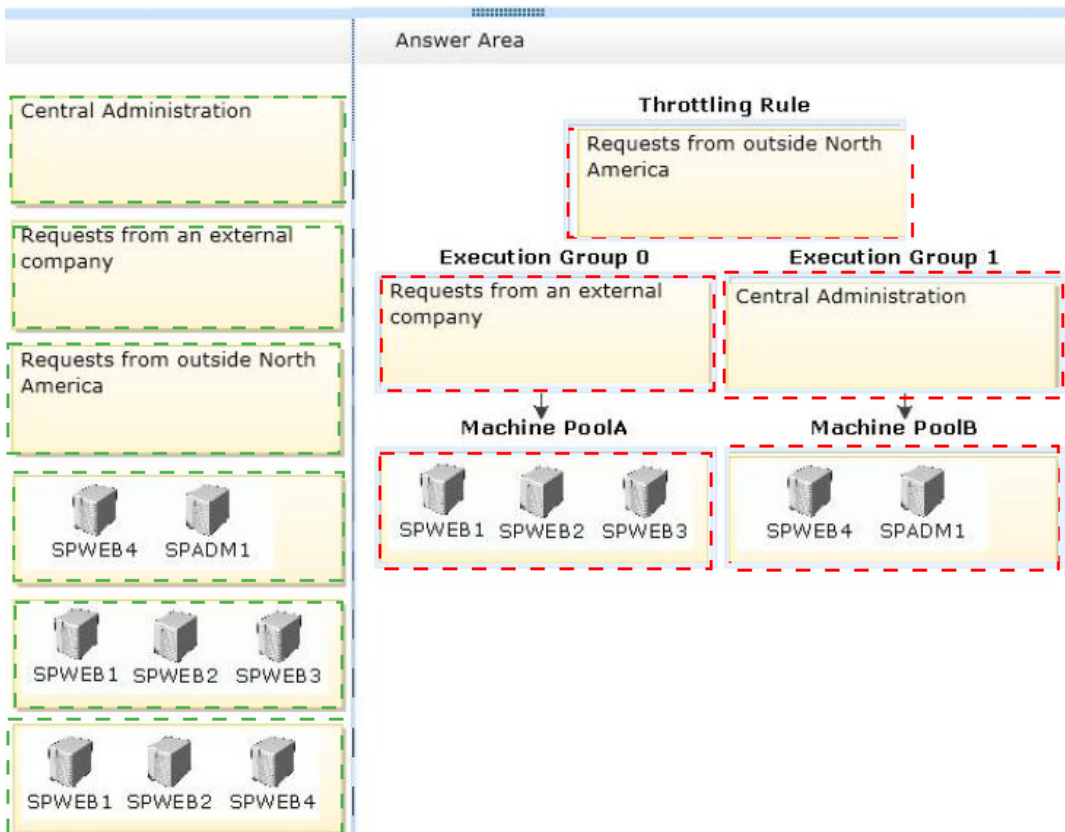 Answer Area
Central Administration
Requests from an external
company
Requests from outside North
America
SPWEB4 SPADM1
SPWEB1 SPWEB2 SPWEB3
SPWEB1 SPWEB2 SPWEB4
Throttling Rule
Requests from outside North
America
Execution Group 0 Execution Group 1
Requests from an external
company
Central Administration
Machine PoolA Machine PoolB
SPWEB1 SPWEB2 SPWEB3
SPWEB4 SPADM1